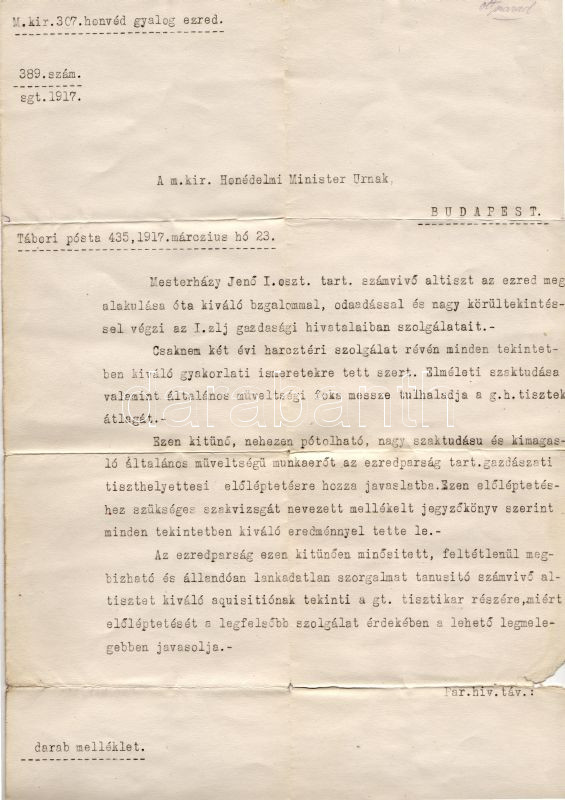 M.kir.307.honvéd gyalog ezred.
389.szám.
sgt.1917.
A m.kir. Honédelmi Minister Urnak,
BUDAPEST.
Tábori pósta 435,1917.márczius hó 23.
Mesterházy Jenő I.oszt. tart. számvivő altiszt az ezred meg
alakulása óta kiváló bzgalommal, odaadással és nagy körültekintés-
sel végzi az I.zlj gazdasági hivatalaiban szolgálatait.-
Csaknem két évi harcztéri szolgálat révén minden tekintet-
ben kiváló gyakorlati ismeretekre tett szert. Elméleti szaktudása
valamint általános műveltségi foka messze tulhaladja a g.h.tisztek
átlagát.-
Ezen kitünő, nehezen pótolható, nagy szaktudásu és kimagas-
ló általános műveltségű munkaerőt az ezredparság tart.gazdászati
tiszthelyettesi előléptetésre hozza javaslatba.Ezen előléptetés-
hez szükséges szakvizsgát nevezett mellékelt jegyzőkönyv szerint
minden tekintetben kiváló eredménnyel tette le.-
Az ezredparság ezen kitünően minősitett, feltétlenül meg-
bizható és állandóan lankadatlan szorgalmat tanusitó számvivő al-
tisztet kiváló aquisitiónak tekinti a gt. tisztikar részére,miért
előléptetését a legfelsőbb szolgálat érdekében a lehető legmele-
gebben javasolja.-
Par.hiv.táv.:
darab melléklet.
darabanth